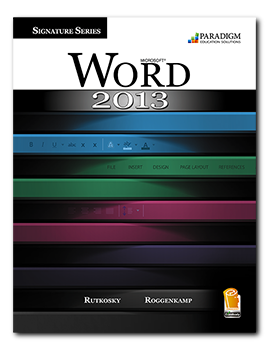 SIGNATURE SERIES
PARADIGM
EDUCATION SOLUTIONS
MICROSOFT®
WORD
2013
FILE INSERT DESIGN PAGE LAYOUT REFERENCES
RUTKOSKY ROGGENKAMP